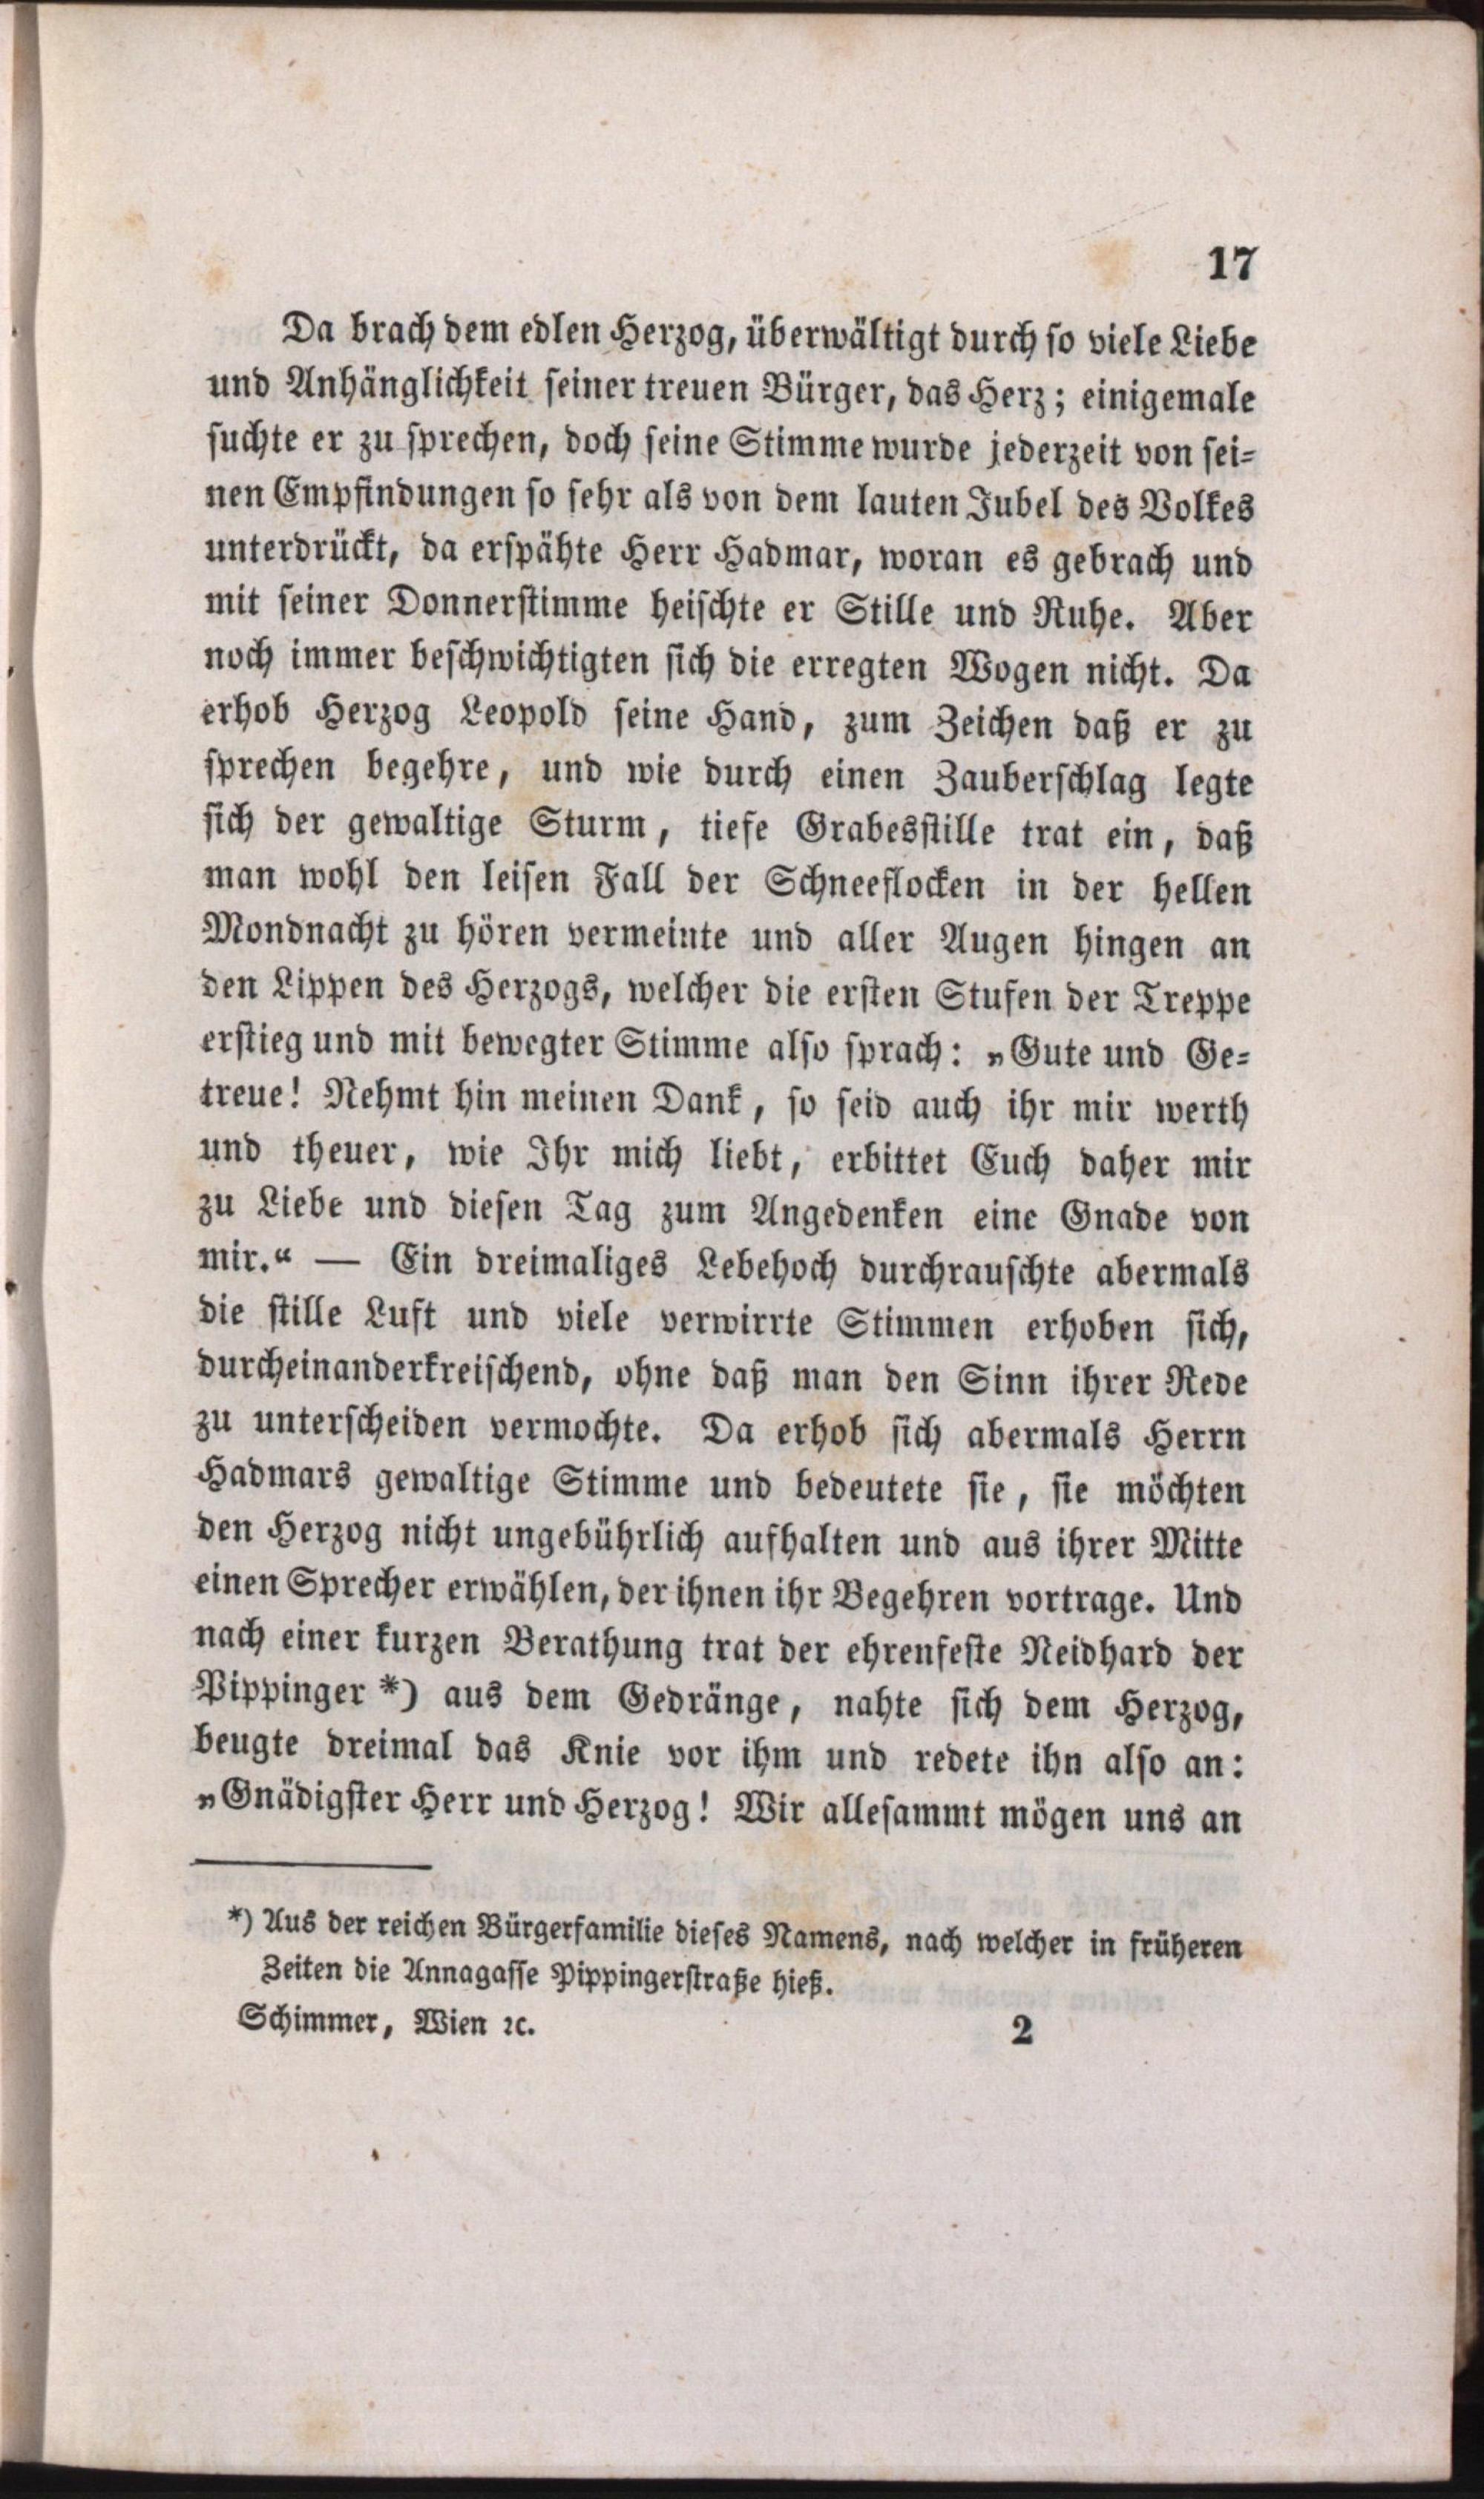 17
Da brach dem edlen Herzog, überwältigt durch so viele Liebe
und Anhänglichkeit seiner treuen Bürger, das Herz; einigemale
suchte er zu sprechen, doch seine Stimme wurde jederzeit von sei-
nen Empfindungen so sehr als von dem lauten Jubel des Volkes
unterdrückt, da erspähte Herr Hadmar, woran es gebrach und
mit seiner Donnerstimme heischte er Stille und Ruhe. Aber
noch immer beschwichtigten sich die erregten Wogen nicht. Da
erhob Herzog Leopold seine Hand, zum Zeichen daß er zu
sprechen begehre, und wie durch einen Zauberschlag legte
sich der gewaltige Sturm, tiefe Grabesstille trat ein, daß
man wohl den leisen Fall der Schneeflocken in der hellen
Mondnacht zu hören vermeinte und aller Augen hingen an
den Lippen des Herzogs, welcher die ersten Stufen der Treppe
erstieg und mit bewegter Stimme also sprach: „Gute und Ge-
treue! Nehmt hin meinen Dank, so seid auch ihr mir werth
und theuer, wie Ihr mich liebt, erbittet Euch daher mir
zu Liebe und diesen Tag zum Angedenken eine Gnade von
mir.“ — Ein dreimaliges Lebehoch durchrauschte abermals
die stille Luft und viele verwirrte Stimmen erhoben sich,
durcheinanderkreischend, ohne daß man den Sinn ihrer Rede
zu unterscheiden vermochte. Da erhob sich abermals Herrn
Hadmars gewaltige Stimme und bedeutete sie, sie möchten
den Herzog nicht ungebührlich aufhalten und aus ihrer Mitte
einen Sprecher erwählen, der ihnen ihr Begehren vortrage. Und
nach einer kurzen Berathung trat der ehrenfeste Neidhard der
Pippinger *) aus dem Gedränge, nahte sich dem Herzog,
beugte dreimal das Knie vor ihm und redete ihn also an:
„Gnädigster Herr und Herzog! Wir allesammt mögen uns an
*) Aus der reichen Bürgerfamilie dieses Namens, nach welcher in früheren
Zeiten die Annagasse Pippingerstraße hieß.
Schimmer, Wien ꝛc. 2